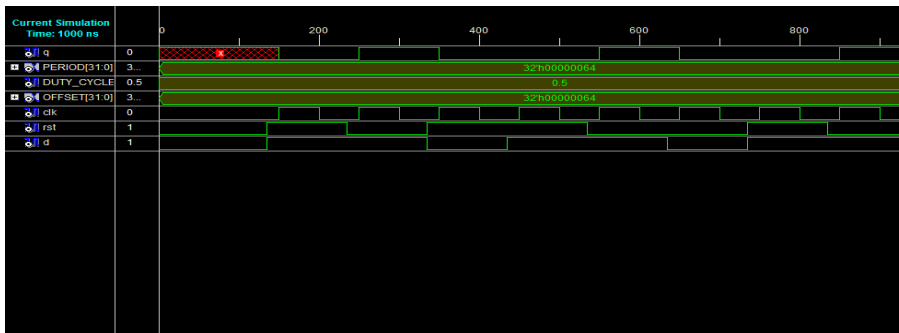 Current Simulation
Time: 1000 ns
0 200 400 600 800
q 0 X
PERIOD[31:0] 3... 32'h00000064
DUTY_CYCLE 0.5 0.5
OFFSET[31:0] 3... 32'h00000064
clk 0
rst 1
d 1